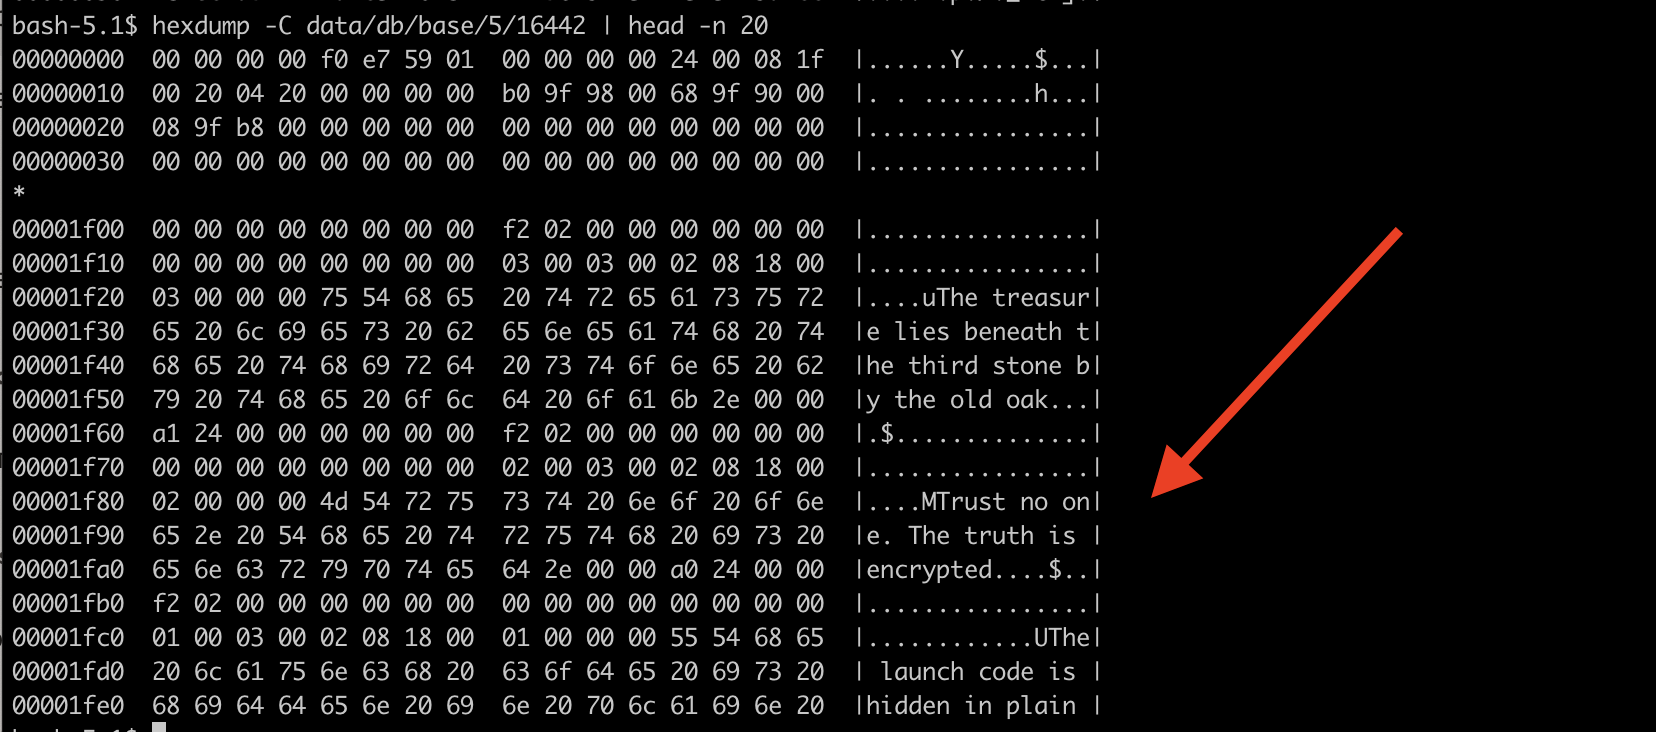 bash-5.1$ hexdump -C data/db/base/5/16442 | head -n 20
00000000  00 00 00 00 f0 e7 59 01  00 00 00 00 24 00 08 1f  |......Y.....$...|
00000010  00 20 04 20 00 00 00 00  b0 9f 98 00 68 9f 90 00  |. . ........h...|
00000020  08 9f b8 00 00 00 00 00  00 00 00 00 00 00 00 00  |................|
00000030  00 00 00 00 00 00 00 00  00 00 00 00 00 00 00 00  |................|
*
00001f00  00 00 00 00 00 00 00 00  f2 02 00 00 00 00 00 00  |................|
00001f10  00 00 00 00 00 00 00 00  03 00 03 00 02 08 18 00  |................|
00001f20  03 00 00 00 75 54 68 65  20 74 72 65 61 73 75 72  |....uThe treasur|
00001f30  65 20 6c 69 65 73 20 62  65 6e 65 61 74 68 20 74  |e lies beneath t|
00001f40  68 65 20 74 68 69 72 64  20 73 74 6f 6e 65 20 62  |he third stone b|
00001f50  79 20 74 68 65 20 6f 6c  64 20 6f 61 6b 2e 00 00  |y the old oak...|
00001f60  a1 24 00 00 00 00 00 00  f2 02 00 00 00 00 00 00  |.$..............|
00001f70  00 00 00 00 00 00 00 00  02 00 03 00 02 08 18 00  |................|
00001f80  02 00 00 00 4d 54 72 75  73 74 20 6e 6f 20 6f 6e  |....MTrust no on|
00001f90  65 2e 20 54 68 65 20 74  72 75 74 68 20 69 73 20  |e. The truth is |
00001fa0  65 6e 63 72 79 70 74 65  64 2e 00 00 a0 24 00 00  |encrypted....$..|
00001fb0  f2 02 00 00 00 00 00 00  00 00 00 00 00 00 00 00  |................|
00001fc0  01 00 03 00 02 08 18 00  01 00 00 00 55 54 68 65  |............UThe|
00001fd0  20 6c 61 75 6e 63 68 20  63 6f 64 65 20 69 73 20  | launch code is |
00001fe0  68 69 64 64 65 6e 20 69  6e 20 70 6c 61 69 6e 20  |hidden in plain |
bash-5.1$